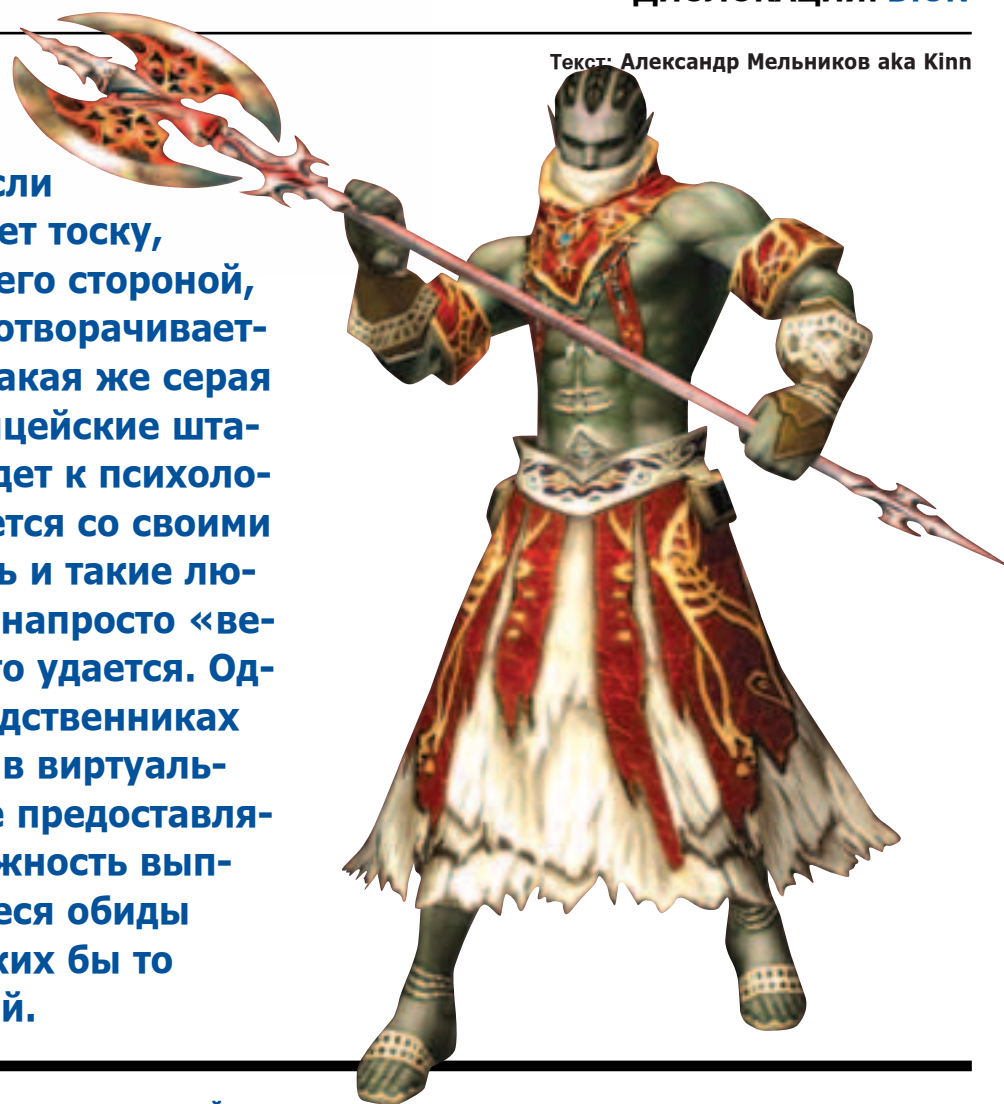 Текст: Александр Мельников aka Kinn
сли
ет тоску,
его стороной,
отворачивает-
акая же серая
цейские шта-
дет к психоло-
ется со своими
ь и такие лю-
напросто «ве-
го удается. Од-
дственниках
в виртуаль-
е предоставля-
жность вып-
еся обиды
ких бы то
й.